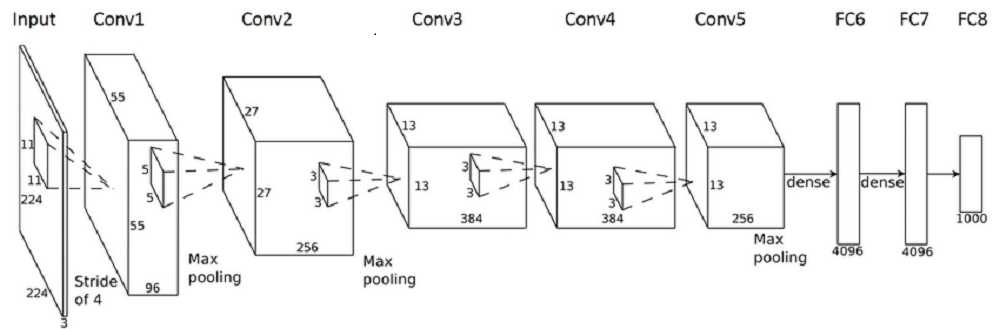 Input
Conv1
Conv2
Conv3
Conv4
Conv5
FC6
FC7
FC8
11
11
224
224
3
Stride
of 4
55
55
5
5
96
Max
pooling
27
27
3
3
256
Max
pooling
13
13
3
3
384
13
13
3
3
384
13
13
256
Max
pooling
dense
4096
dense
4096
1000